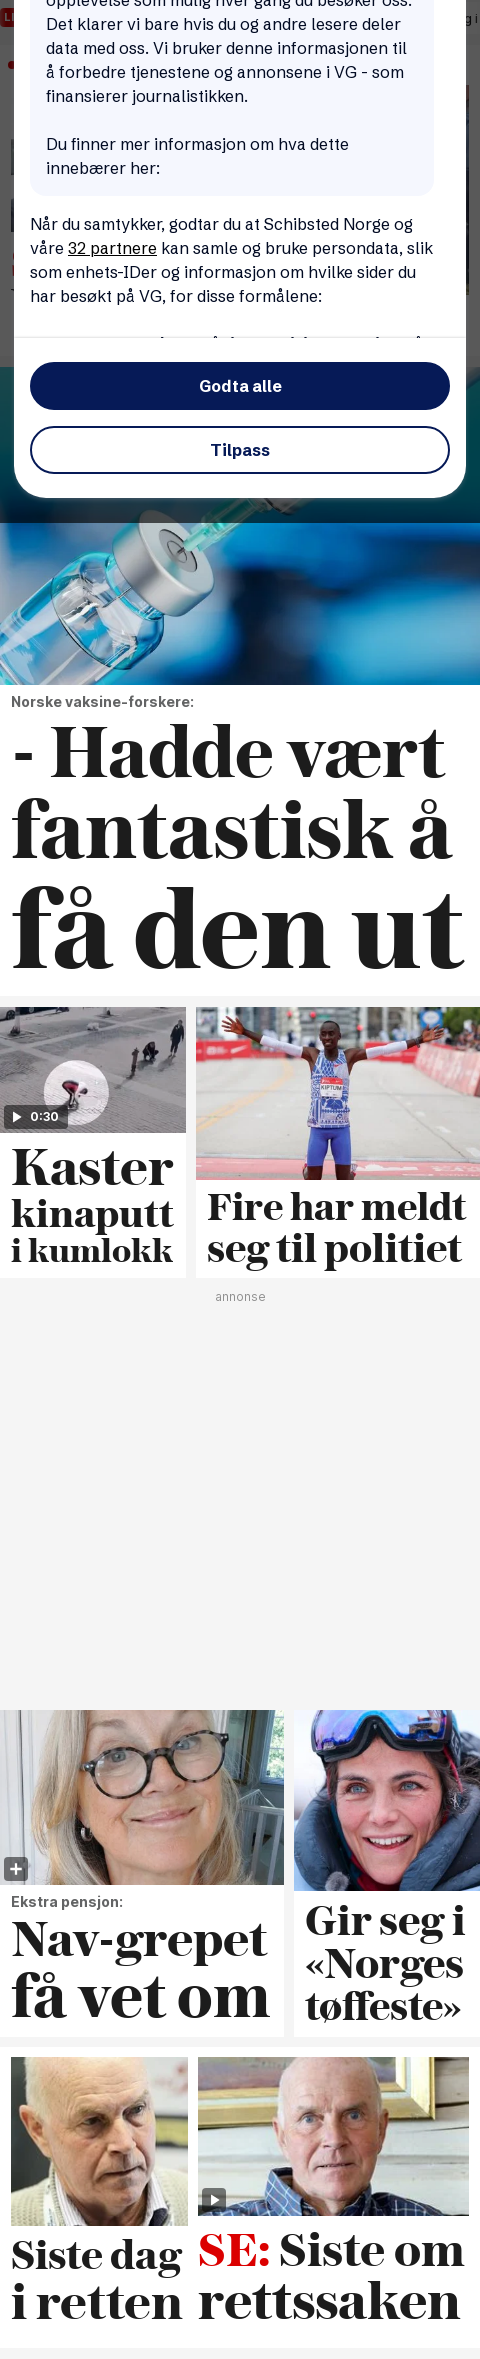 opplevelse som mulig hver gang du besøker oss.
Det klarer vi bare hvis du og andre lesere deler
data med oss. Vi bruker denne informasjonen til
å forbedre tjenestene og annonsene i VG - som
finansierer journalistikken.
Du finner mer informasjon om hva dette
innebærer her:
Når du samtykker, godtar du at Schibsted Norge og
våre 32 partnere kan samle og bruke persondata, slik
som enhets-IDer og informasjon om hvilke sider du
har besøkt på VG, for disse formålene:
Godta alle
Tilpass
Norske vaksine-forskere:
- Hadde vært
fantastisk å
få den ut
0:30
KIPTUM
Kaster
kinaputt
i kumlokk
Fire har meldt
seg til politiet
annonse
Ekstra pensjon:
Nav-grepet
få vet om
Gir seg i
«Norges
tøffeste»
Siste dag
i retten
SE: Siste om
rettssaken